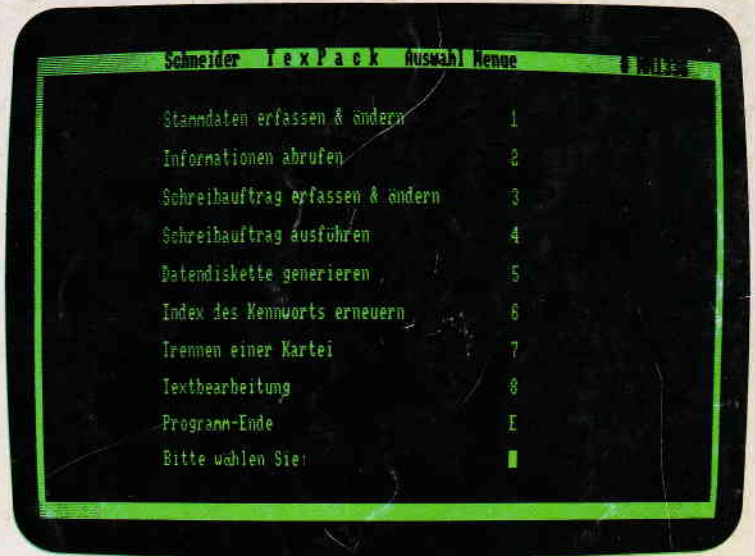 Schneider TexPack Auswahl Menue
Stammdaten erfassen & ändern 1
Informationen abrufen 2
Schreibauftrag erfassen & ändern 3
Schreibauftrag ausführen 4
Datendiskette generieren 5
Index des Kennworts erneuern 6
Trennen einer Kartei 7
Textbearbeitung 8
Programm-Ende E
Bitte wählen Sie: